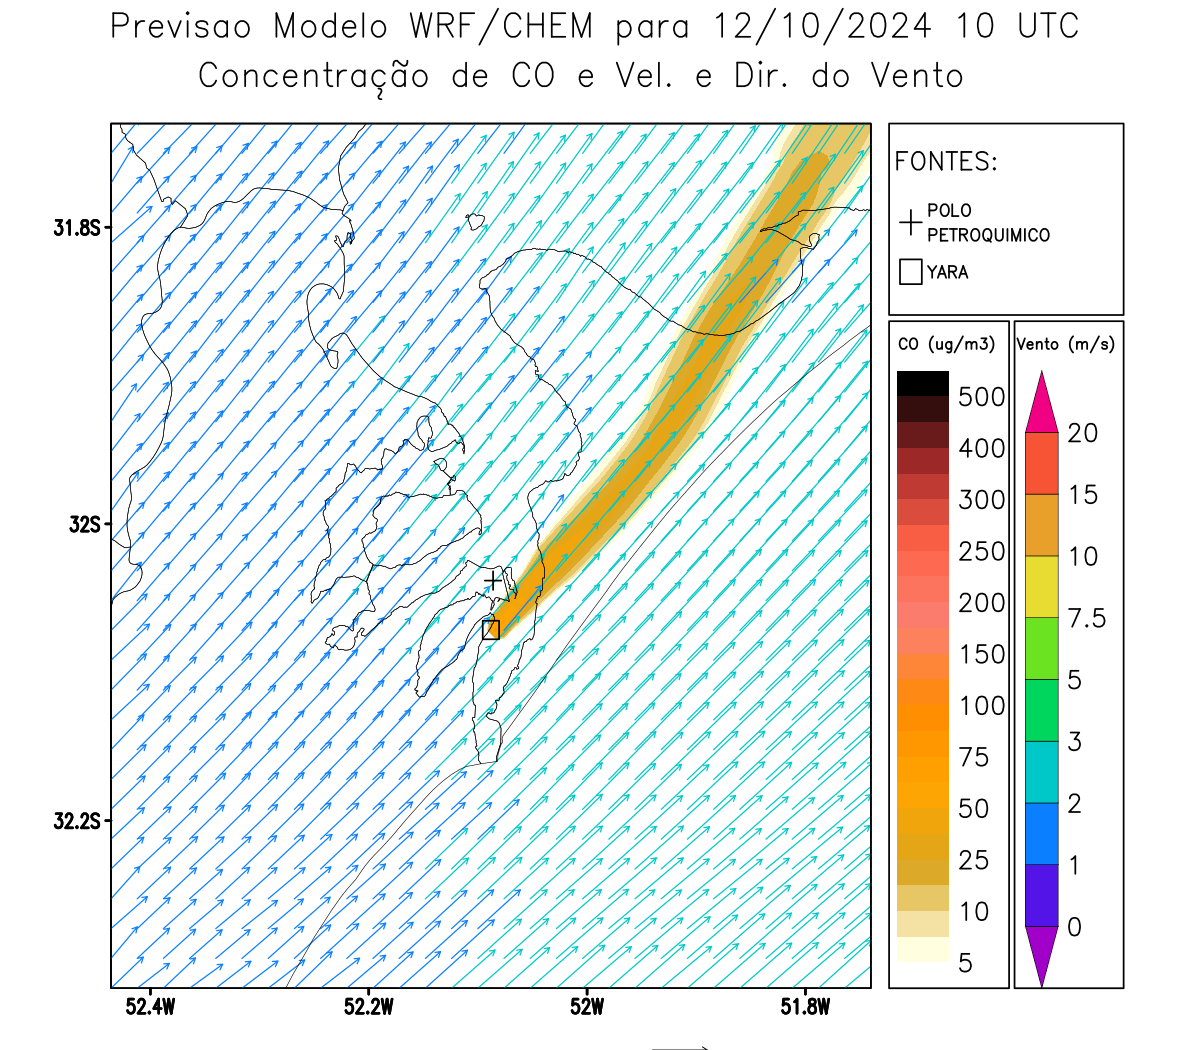 Previsao Modelo WRF/CHEM para 12/10/2024 10 UTC
Concentração de CO e Vel. e Dir. do Vento
FONTES:
POLO
PETROQUIMICO
YARA
CO (ug/m3)
500
400
300
250
200
150
100
75
50
25
10
5
Vento (m/s)
20
15
10
7.5
5
3
2
1
0
31.8S
32S
32.2S
52.4W
52.2W
52W
51.8W